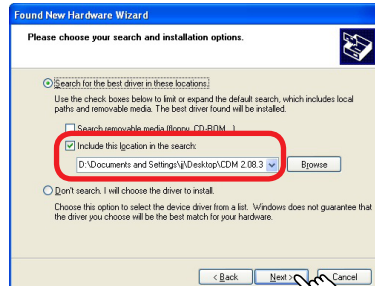 Found New Hardware Wizard
Please choose your search and installation options.
Search for the best driver in these locations.
Use the check boxes below to limit or expand the default search, which includes local
paths and removable media. The best driver found will be installed.
Search removable media (floppy, CD-ROM...)
Include this location in the search:
D:\Documents and Settings\jj\Desktop\CDM 2.08.3
Browse
Don't search. I will choose the driver to install.
Choose this option to select the device driver from a list. Windows does not guarantee that
the driver you choose will be the best match for your hardware.
< Back
Next >
Cancel